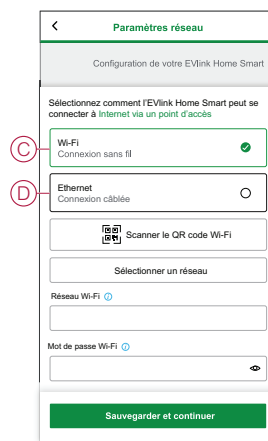 Paramètres réseau
Configuration de votre EVlink Home Smart
Sélectionnez comment l'EVlink Home Smart peut se
connecter à Internet via un point d'accès
C
Wi-Fi
Connexion sans fil
D
Ethernet
Connexion câblée
Scanner le QR code Wi-Fi
Sélectionner un réseau
Réseau Wi-Fi
Mot de passe Wi-Fi
Sauvegarder et continuer